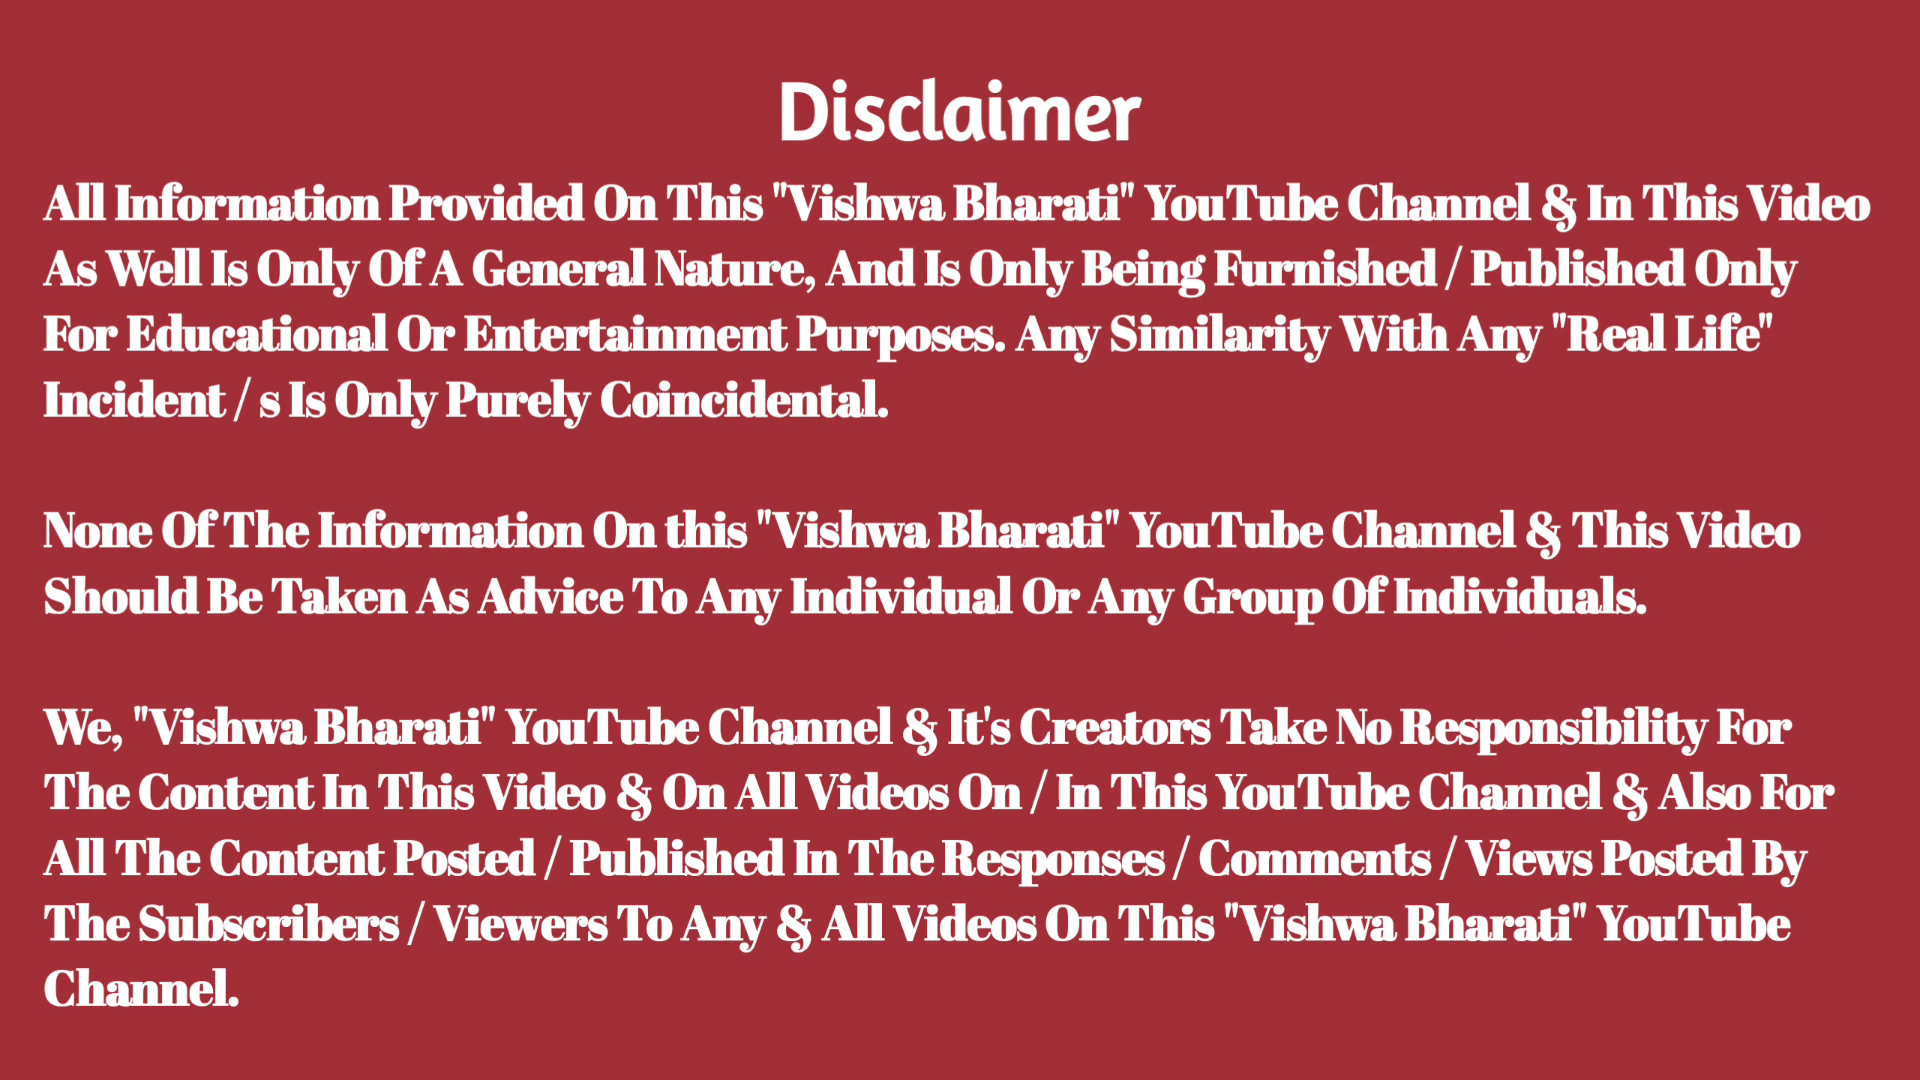 Disclaimer
All Information Provided On This "Vishwa Bharati" YouTube Channel & In This Video
As Well Is Only Of A General Nature, And Is Only Being Furnished / Published Only
For Educational Or Entertainment Purposes. Any Similarity With Any "Real Life"
Incident / s Is Only Purely Coincidental.
None Of The Information On this "Vishwa Bharati" YouTube Channel & This Video
Should Be Taken As Advice To Any Individual Or Any Group Of Individuals.
We, "Vishwa Bharati" YouTube Channel & It's Creators Take No Responsibility For
The Content In This Video & On All Videos On / In This YouTube Channel & Also For
All The Content Posted / Published In The Responses / Comments / Views Posted By
The Subscribers / Viewers To Any & All Videos On This "Vishwa Bharati" YouTube
Channel.